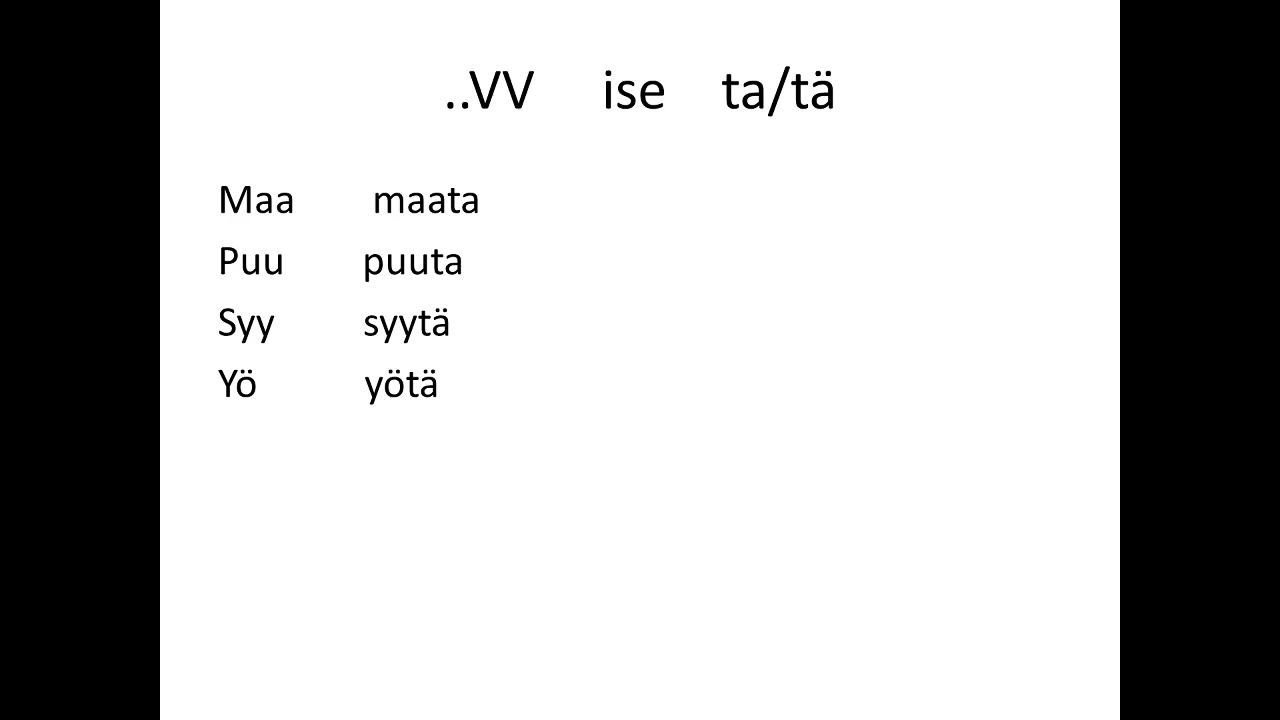 ..VV ise ta/tä
Maa maata
Puu puuta
Syy syytä
Yö yötä